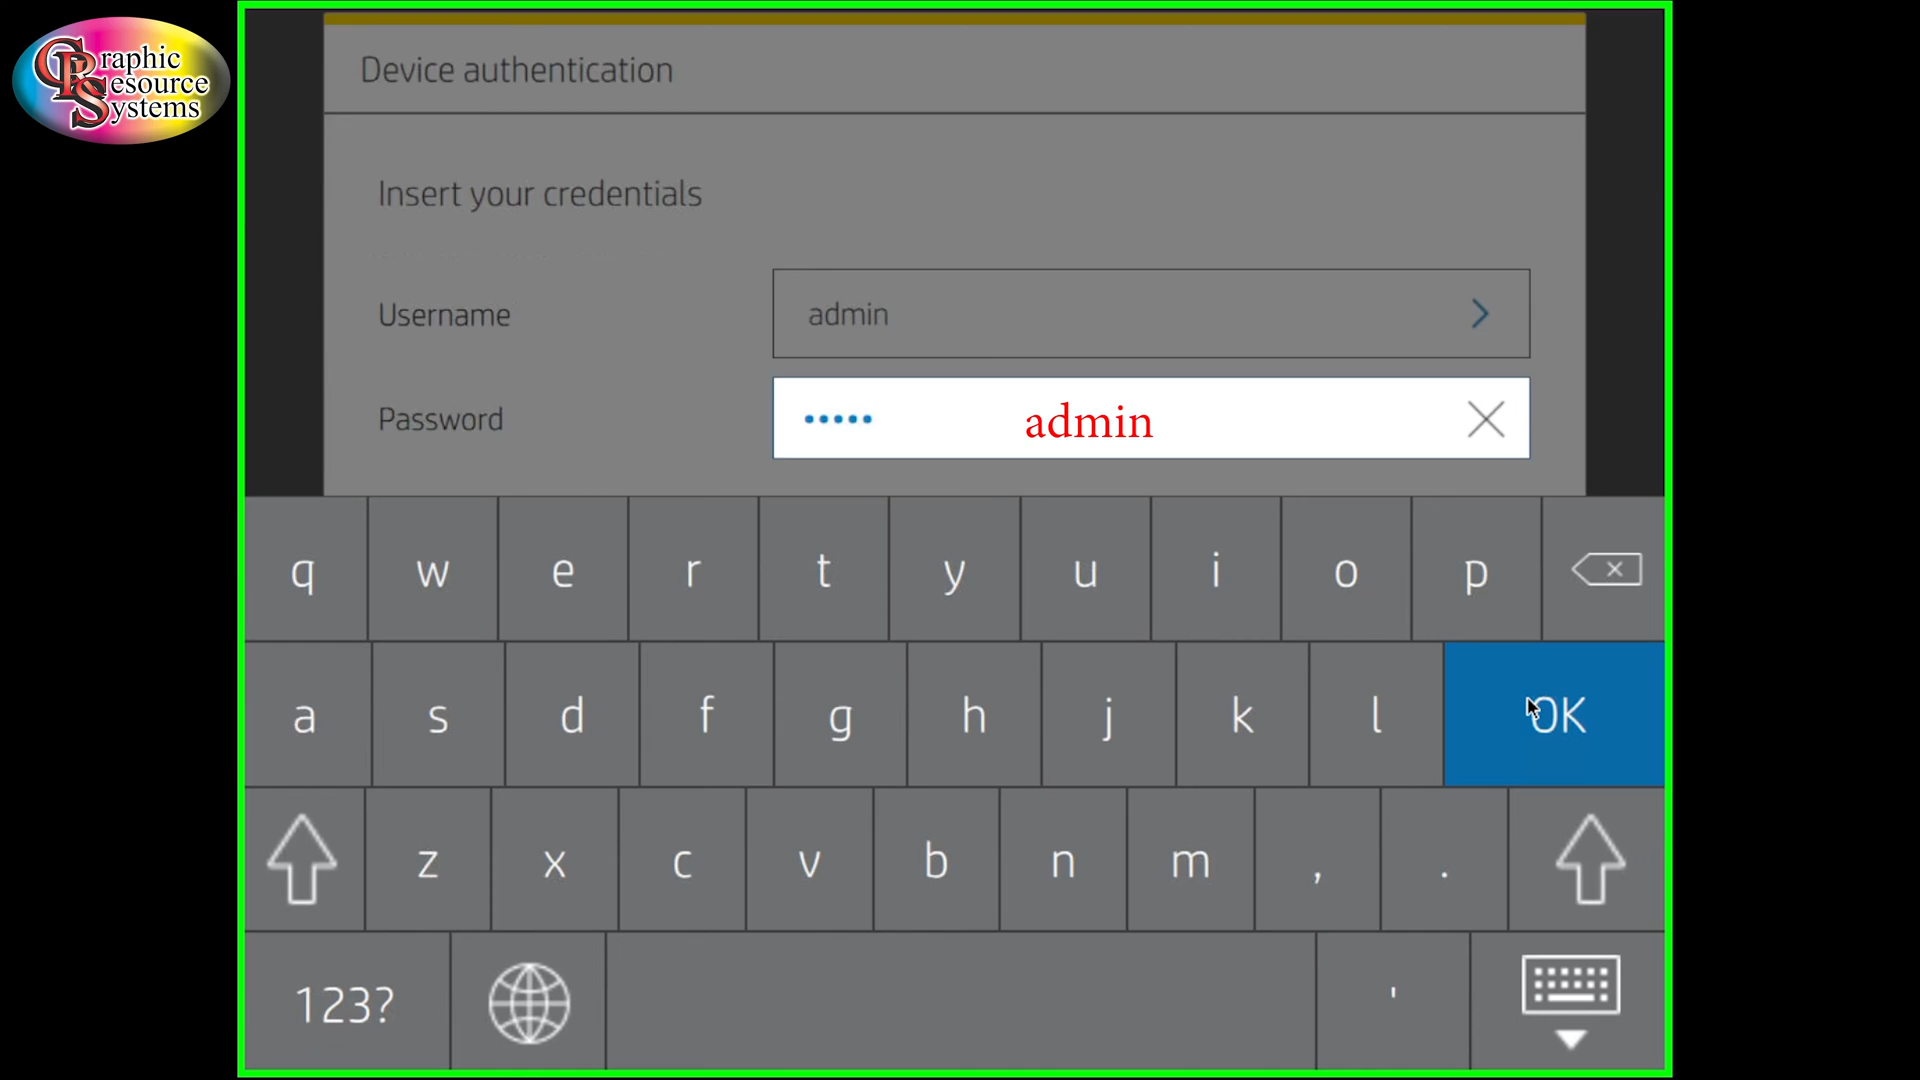 Graphic
Resource
Systems
Device authentication
Insert your credentials
Username
admin
Password
•••••
admin
q w e r t y u i o p
a s d f g h j k l OK
z x c v b n m , .
123? '